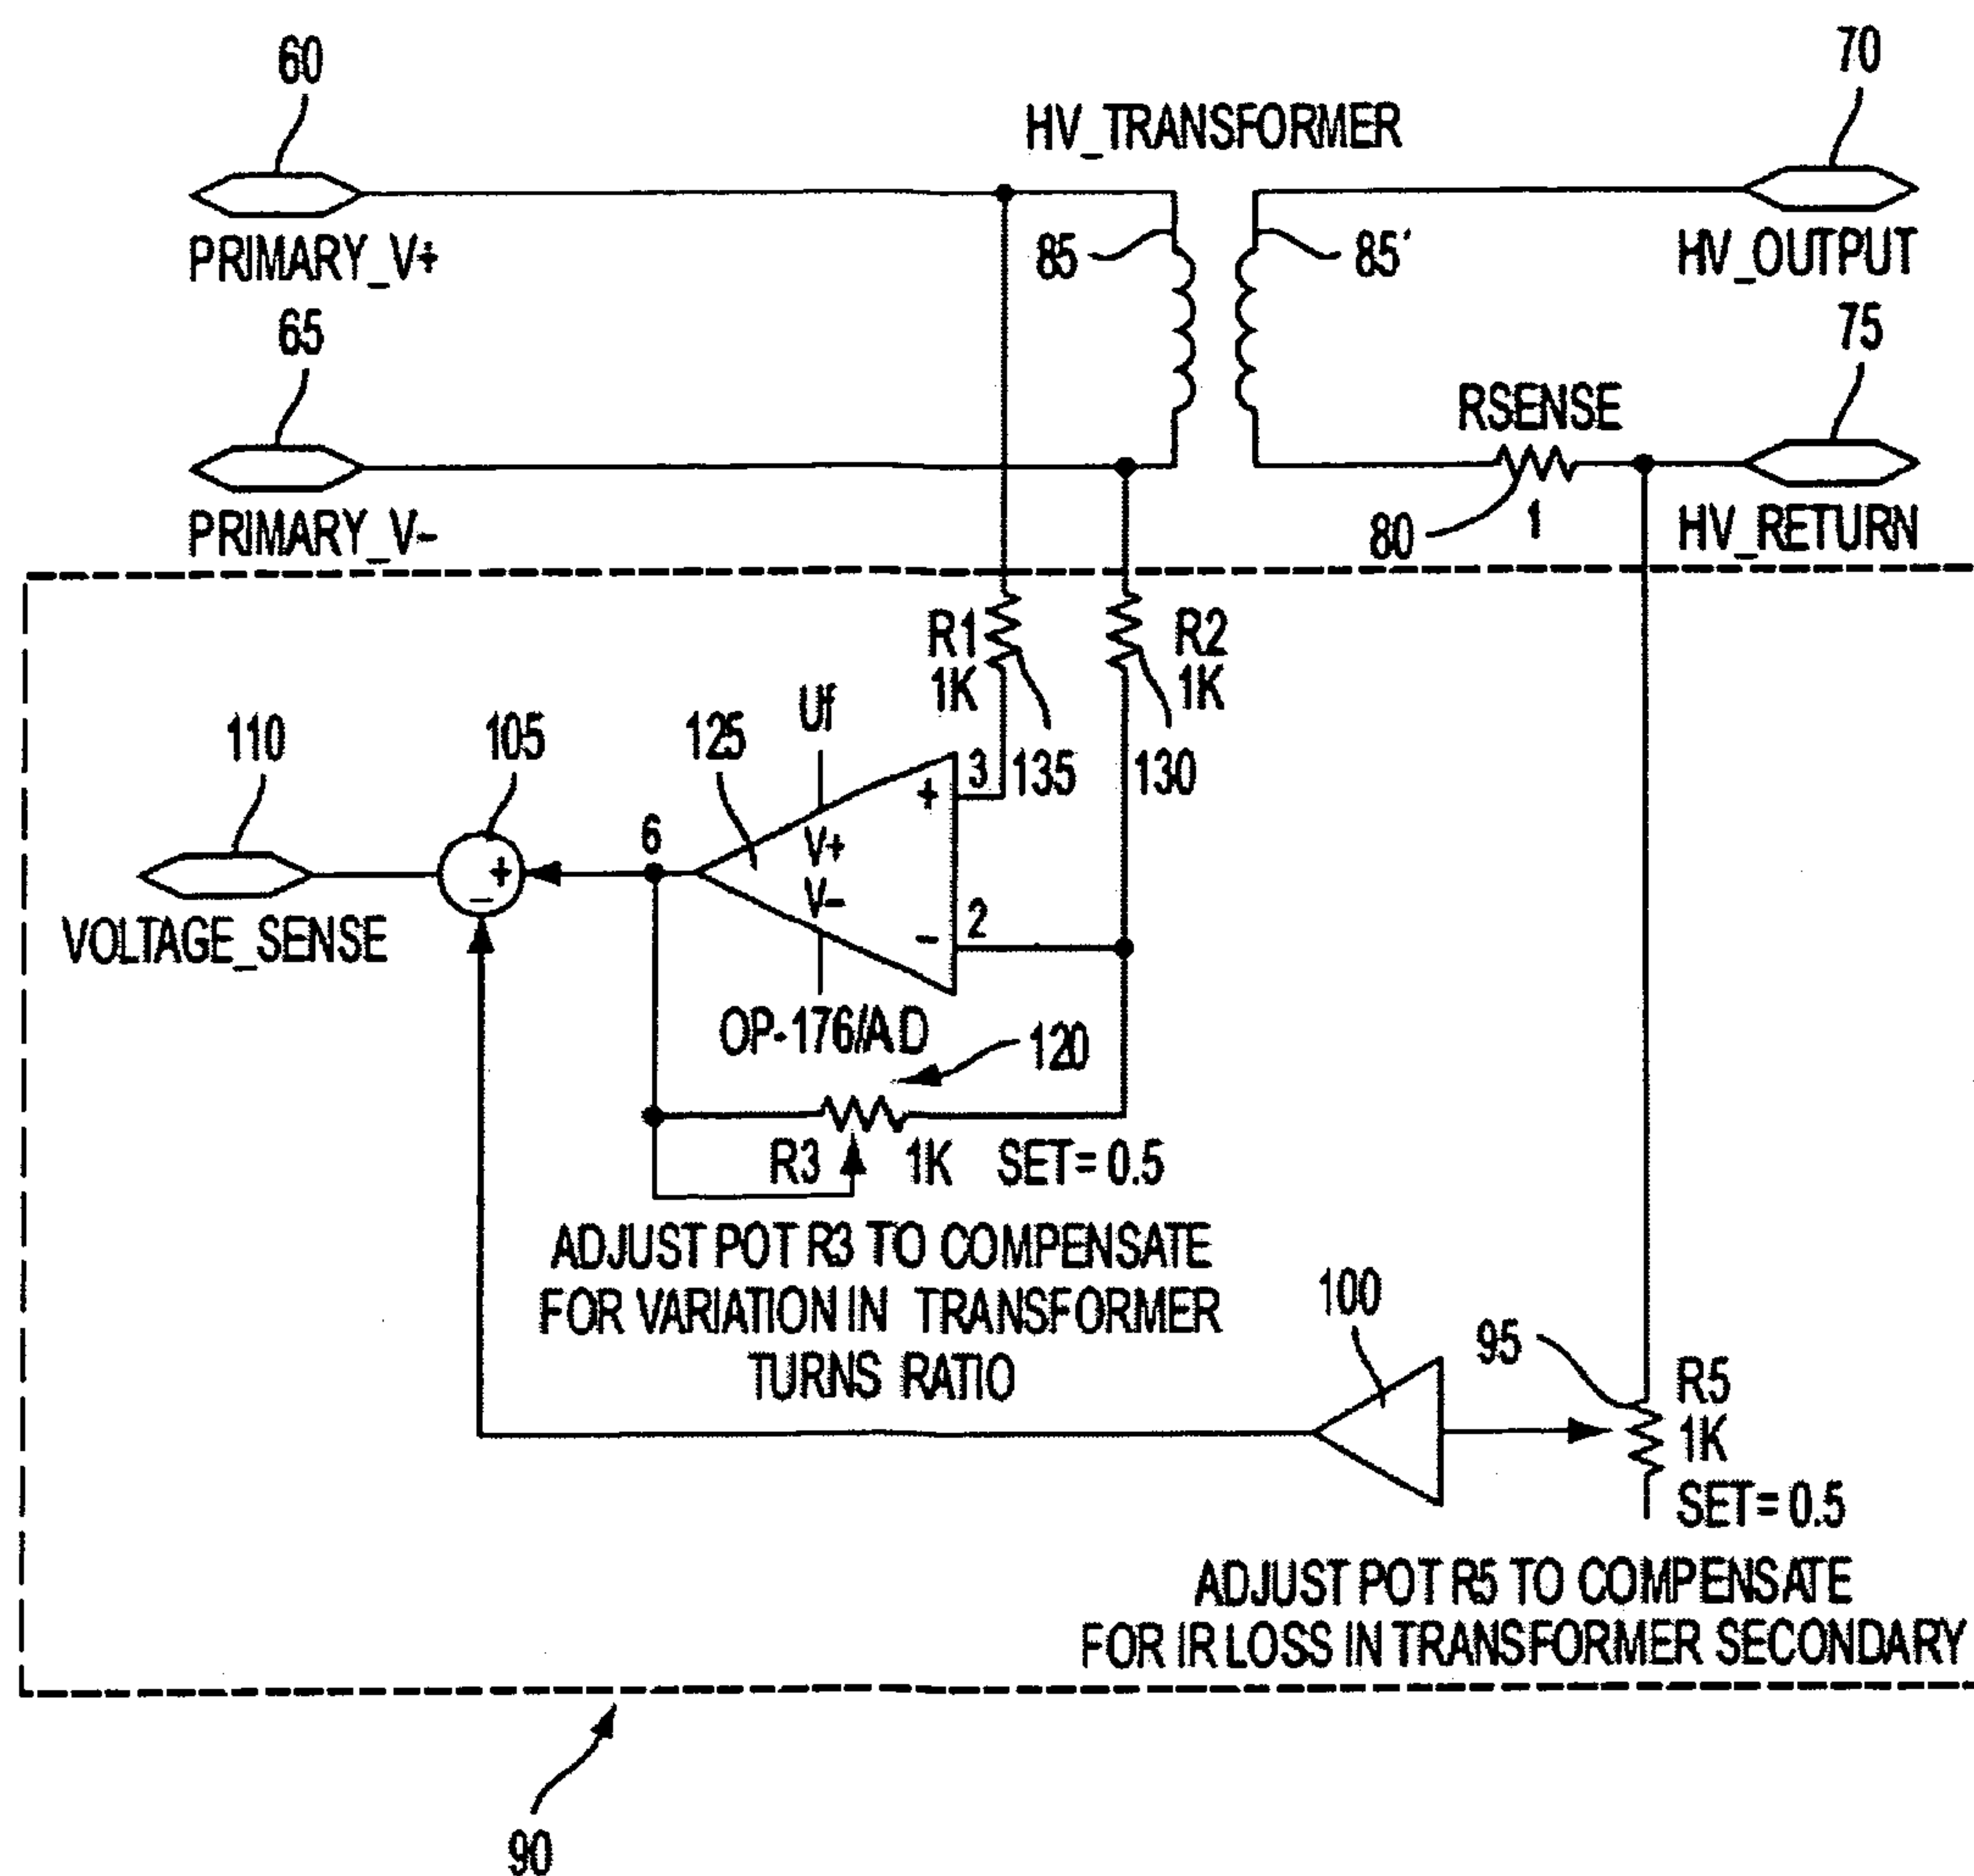 60
70
HV_TRANSFORMER
PRIMARY_V+
85
85'
HV_OUTPUT
65
75
RSENSE
PRIMARY_V-
80
1
HV_RETURN
R1
1K
R2
1K
Uf
110
105
125
3
135
130
6
+
V+
V-
+
-
2
-
VOLTAGE_SENSE
OP-176/AD
120
R3
1K
SET= 0.5
ADJUST POT R3 TO COMPENSATE
FOR VARIATION IN TRANSFORMER
TURNS RATIO
100
95
R5
1K
SET= 0.5
ADJUST POT R5 TO COMPENSATE
FOR IR LOSS IN TRANSFORMER SECONDARY
90